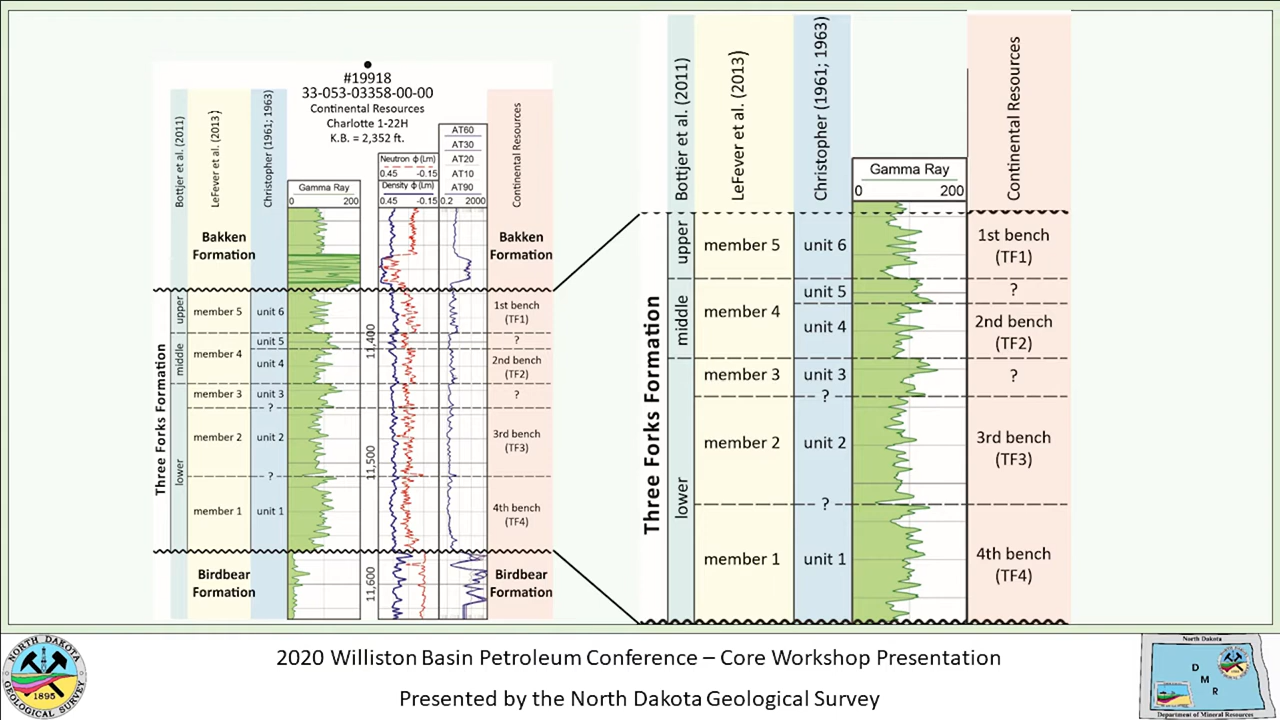 #19918
33-053-03358-00-00
Continental Resources
Charlotte 1-22H
K.B. = 2,352 ft.
Bottjer et al. (2011)
LeFever et al. (2013)
Christopher (1961; 1963)
Gamma Ray
0 200
Neutron ϕ (Lm)
0.45 -0.15
Density ϕ (Lm)
0.45 -0.15
AT60
AT30
AT20
AT10
AT90
0.2 2000
Continental Resources
Bakken
Formation
Bakken
Formation
Three Forks Formation
upper
middle
lower
member 5
member 4
member 3
member 2
member 1
unit 6
unit 5
unit 4
unit 3
?
unit 2
?
unit 1
11,400
11,500
11,600
1st bench
(TF1)
?
2nd bench
(TF2)
?
3rd bench
(TF3)
4th bench
(TF4)
Birdbear
Formation
Birdbear
Formation
Bottjer et al. (2011)
LeFever et al. (2013)
Christopher (1961; 1963)
Gamma Ray
0 200
Continental Resources
Three Forks Formation
upper
middle
lower
member 5
member 4
member 3
member 2
member 1
unit 6
unit 5
unit 4
unit 3
?
unit 2
?
unit 1
1st bench
(TF1)
?
2nd bench
(TF2)
?
3rd bench
(TF3)
4th bench
(TF4)
NORTH DAKOTA
GEOLOGICAL SURVEY
1895
2020 Williston Basin Petroleum Conference – Core Workshop Presentation
Presented by the North Dakota Geological Survey
North Dakota
D
M
R
Department of Mineral Resources